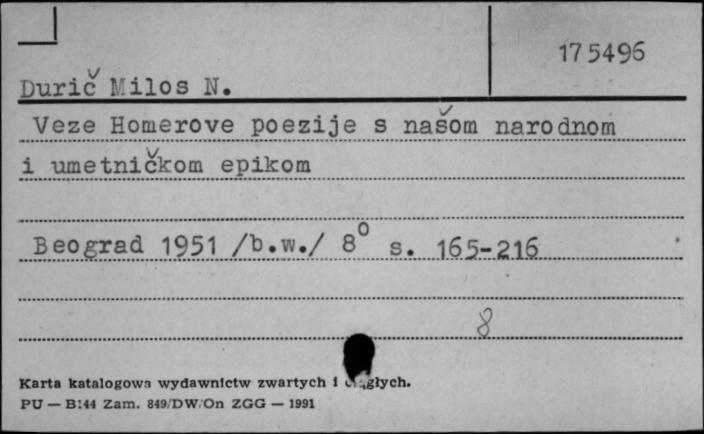 175496
Durič Milos N.
Veze Homerove poezije s našom narodnom
i umetničkom epikom
Beograd 1951 /b.w./ 8° s. 165-216
8
Karta katalogowa wydawnictw zwartych i ciągłych.
PU — B144 Zam. 849/DW/On ZGG — 1991